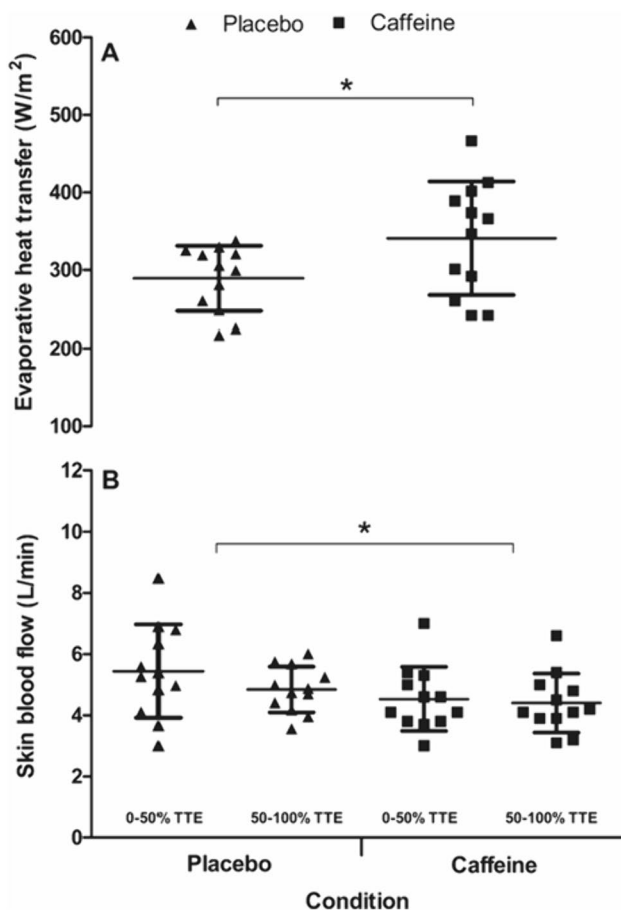 ▲ Placebo ■ Caffeine
A
Evaporative heat transfer (W/m²)
600
500
400
300
200
100
*
B
Skin blood flow (L/min)
12
10
8
6
4
2
0
*
0-50% TTE 50-100% TTE 0-50% TTE 50-100% TTE
Placebo Caffeine
Condition